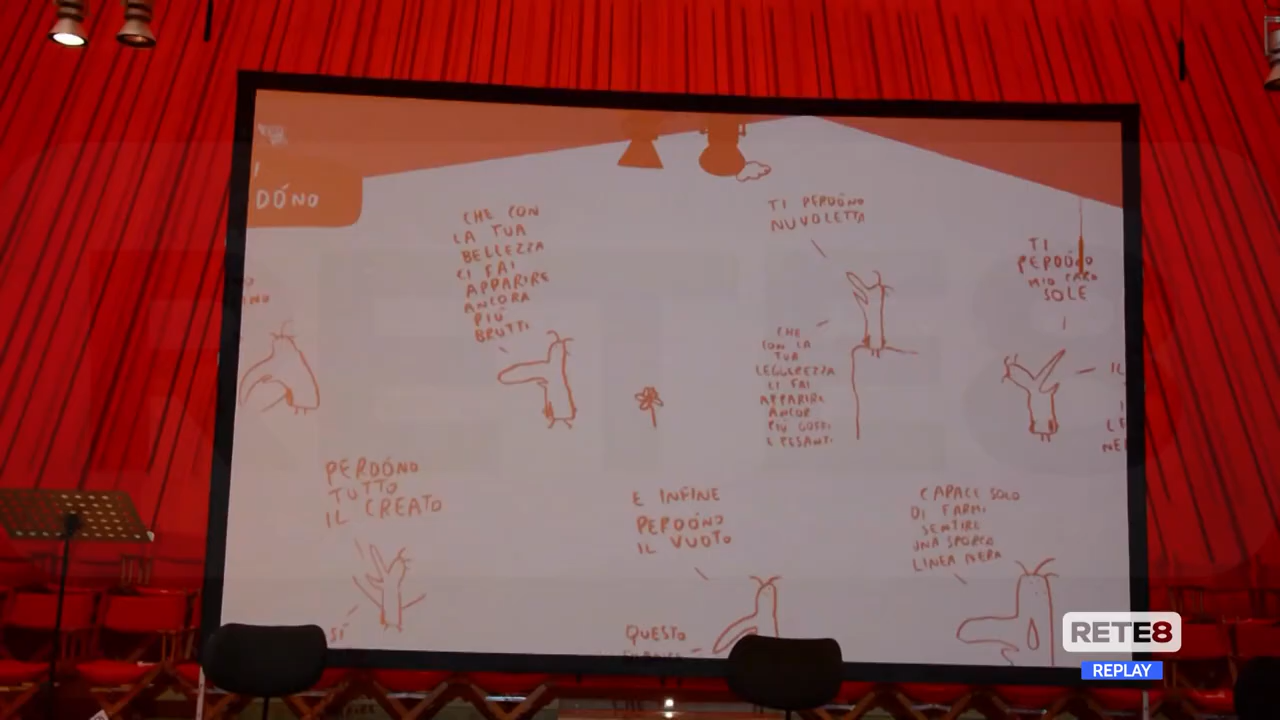 DÓNO
CHE CON
LA TUA
BELLEZZA
CI FAI
APPARIRE
ANCORA
PIÙ
BRUTTI
TI PERDÓNO
NUVOLETTA
CHE
CON LA
TUA
LEGGEREZZA
CI FAI
APPARIRE
ANCOR
PIÙ GOFFI
E PESANTI
TI
PERDÓNO
MIO CARO
SOLE
PERDÓNO
TUTTO
IL CREATO
SÍ
E INFINE
PERDÓNO
IL VUOTO
QUESTO
CAPACE SOLO
DI FARMI
SENTIRE
UNA SPORCA
LINEA NERA
RETE8
REPLAY